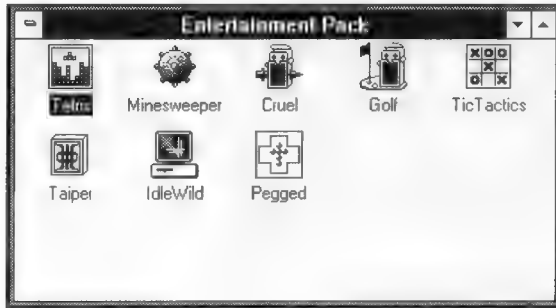 Entertainment Pack
Tetris
Minesweeper
Cruel
Golf
TicTactics
Taipei
IdleWild
Pegged